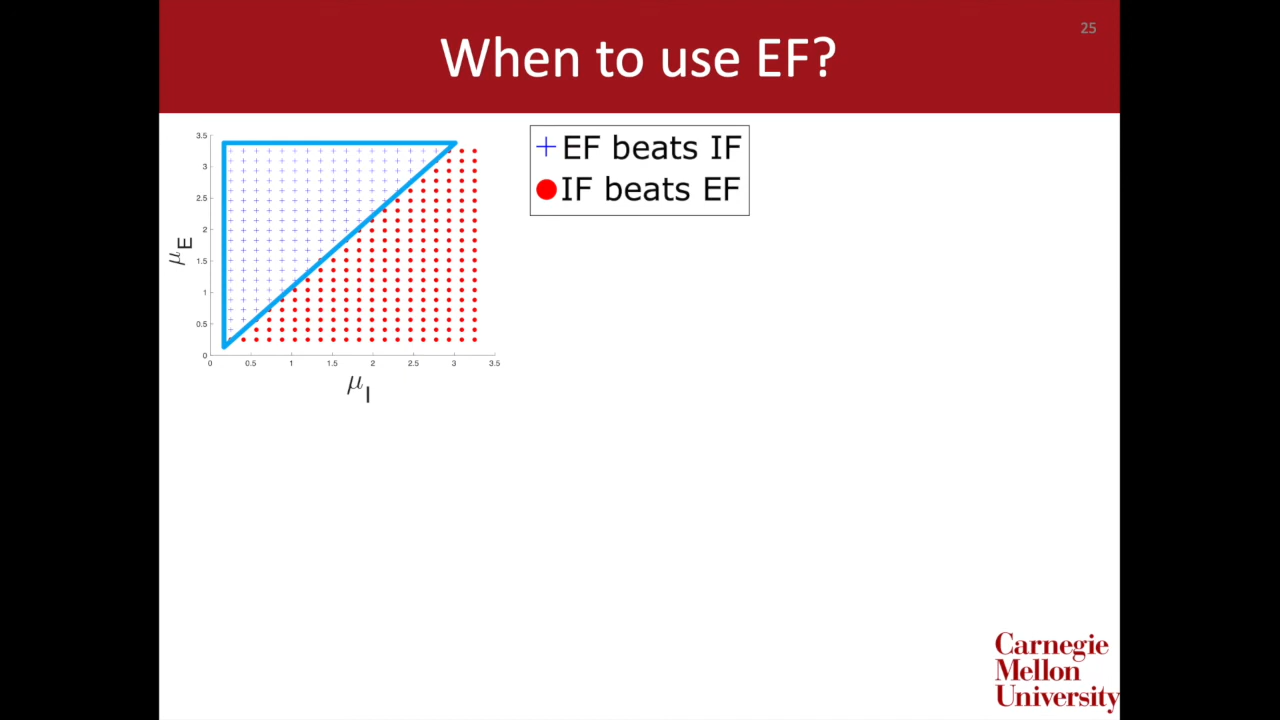 25
When to use EF?
3.5
3
2.5
2
1.5
1
0.5
0
μE
0 0.5 1 1.5 2 2.5 3 3.5
μI
+ EF beats IF
IF beats EF
Carnegie
Mellon
University